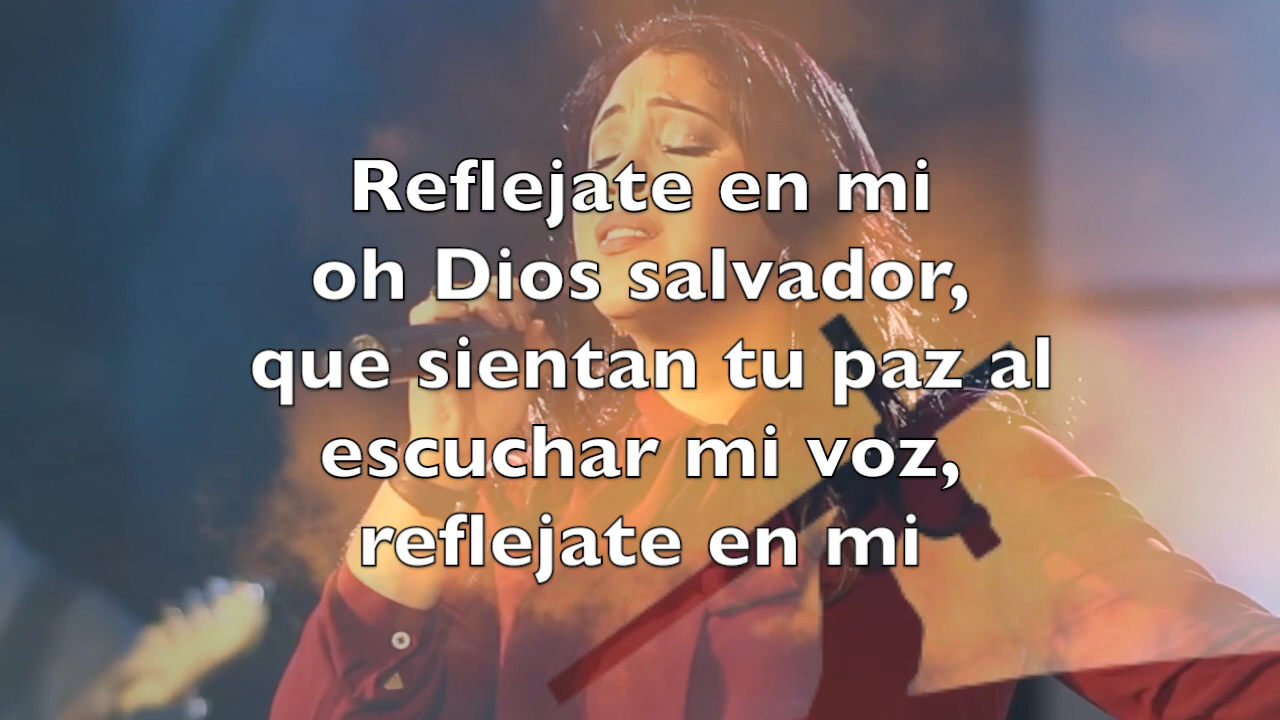 Reflejate en mi
oh Dios salvador,
que sientan tu paz al
escuchar mi voz,
reflejate en mi